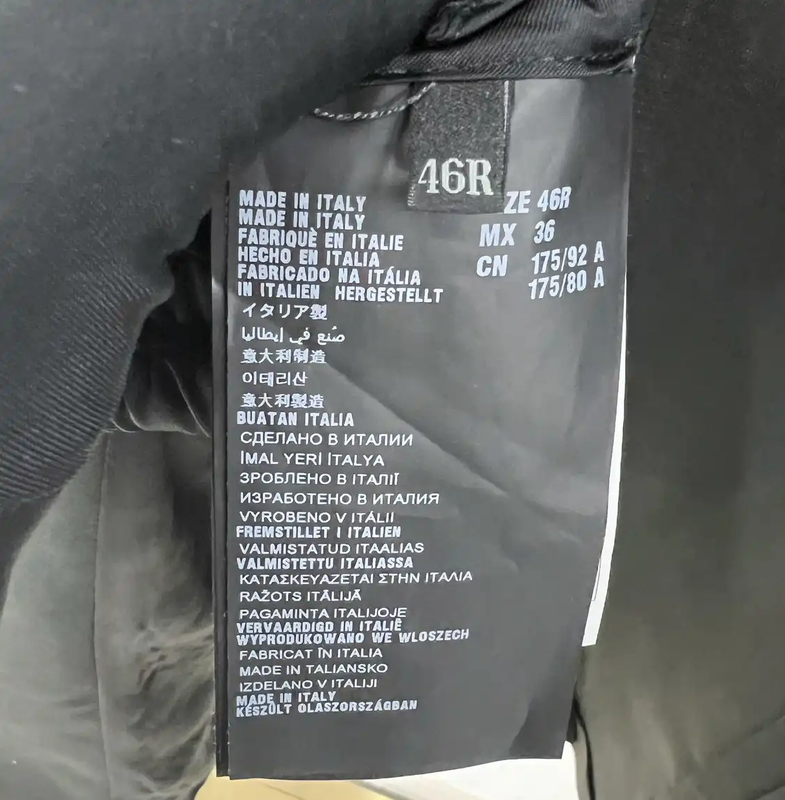 46R
ZE 46R
MX 36
CN 175/92 A
175/80 A
MADE IN ITALY
MADE IN ITALY
FABRIQUÈ EN ITALIE
HECHO EN ITALIA
FABRICADO NA ITÁLIA
IN ITALIEN HERGESTELLT
イタリア製
صُنع في إيطاليا
意大利制造
이태리산
意大利製造
BUATAN ITALIA
СДЕЛАНО В ИТАЛИИ
İMAL YERİ İTALYA
ЗРОБЛЕНО В ІТАЛІЇ
ИЗРАБОТЕНО В ИТАЛИЯ
VYROBENO V ITÁLII
FREMSTILLET I ITALIEN
VALMISTATUD ITAALIAS
VALMISTETTU ITALIASSA
ΚΑΤΑΣΚΕΥΑΖΕΤΑΙ ΣΤΗΝ ΙΤΑΛΙΑ
RAŽOTS ITĀLIJĀ
PAGAMINTA ITALIJOJE
VERVAARDIGD IN ITALIË
WYPRODUKOWANO WE WLOSZECH
FABRICAT ÎN ITALIA
MADE IN TALIANSKO
IZDELANO V ITALIJI
MADE IN ITALY
KÉSZÜLT OLASZORSZÁGBAN